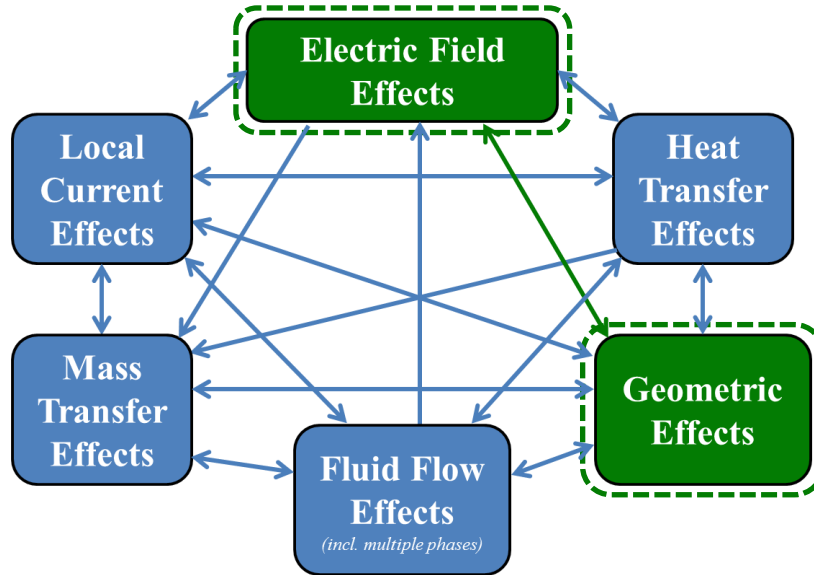 Electric Field
Effects
Local
Current
Effects
Heat
Transfer
Effects
Mass
Transfer
Effects
Geometric
Effects
Fluid Flow
Effects
(incl. multiple phases)